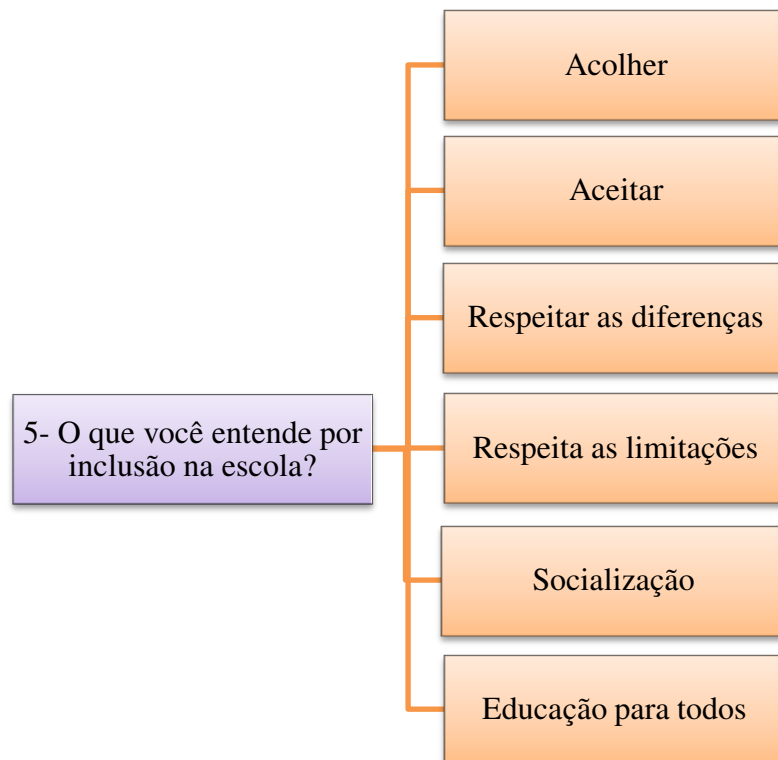 5- O que você entende por
inclusão na escola?
Acolher
Aceitar
Respeitar as diferenças
Respeita as limitações
Socialização
Educação para todos